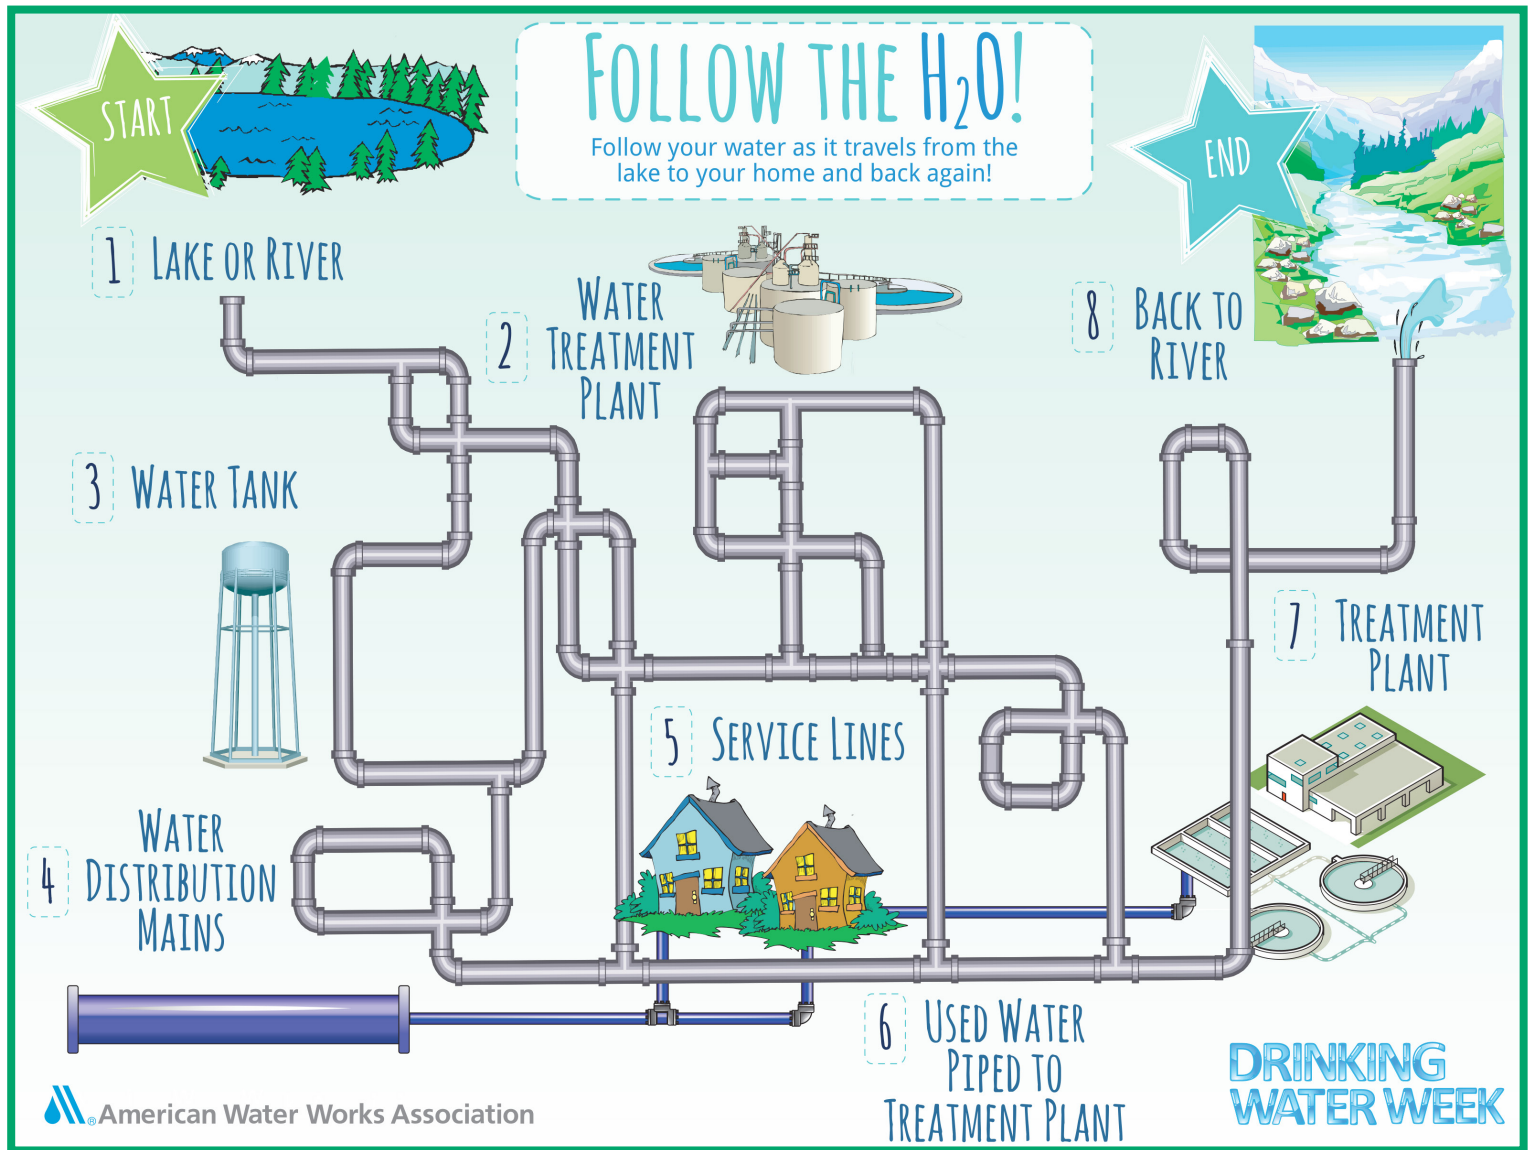 START
FOLLOW THE H₂O!
Follow your water as it travels from the
lake to your home and back again!
END
1 LAKE OR RIVER
2 WATER
TREATMENT
PLANT
3 WATER TANK
4 WATER
DISTRIBUTION
MAINS
5 SERVICE LINES
6 USED WATER
PIPED TO
TREATMENT PLANT
7 TREATMENT
PLANT
8 BACK TO
RIVER
® American Water Works Association
DRINKING
WATER WEEK